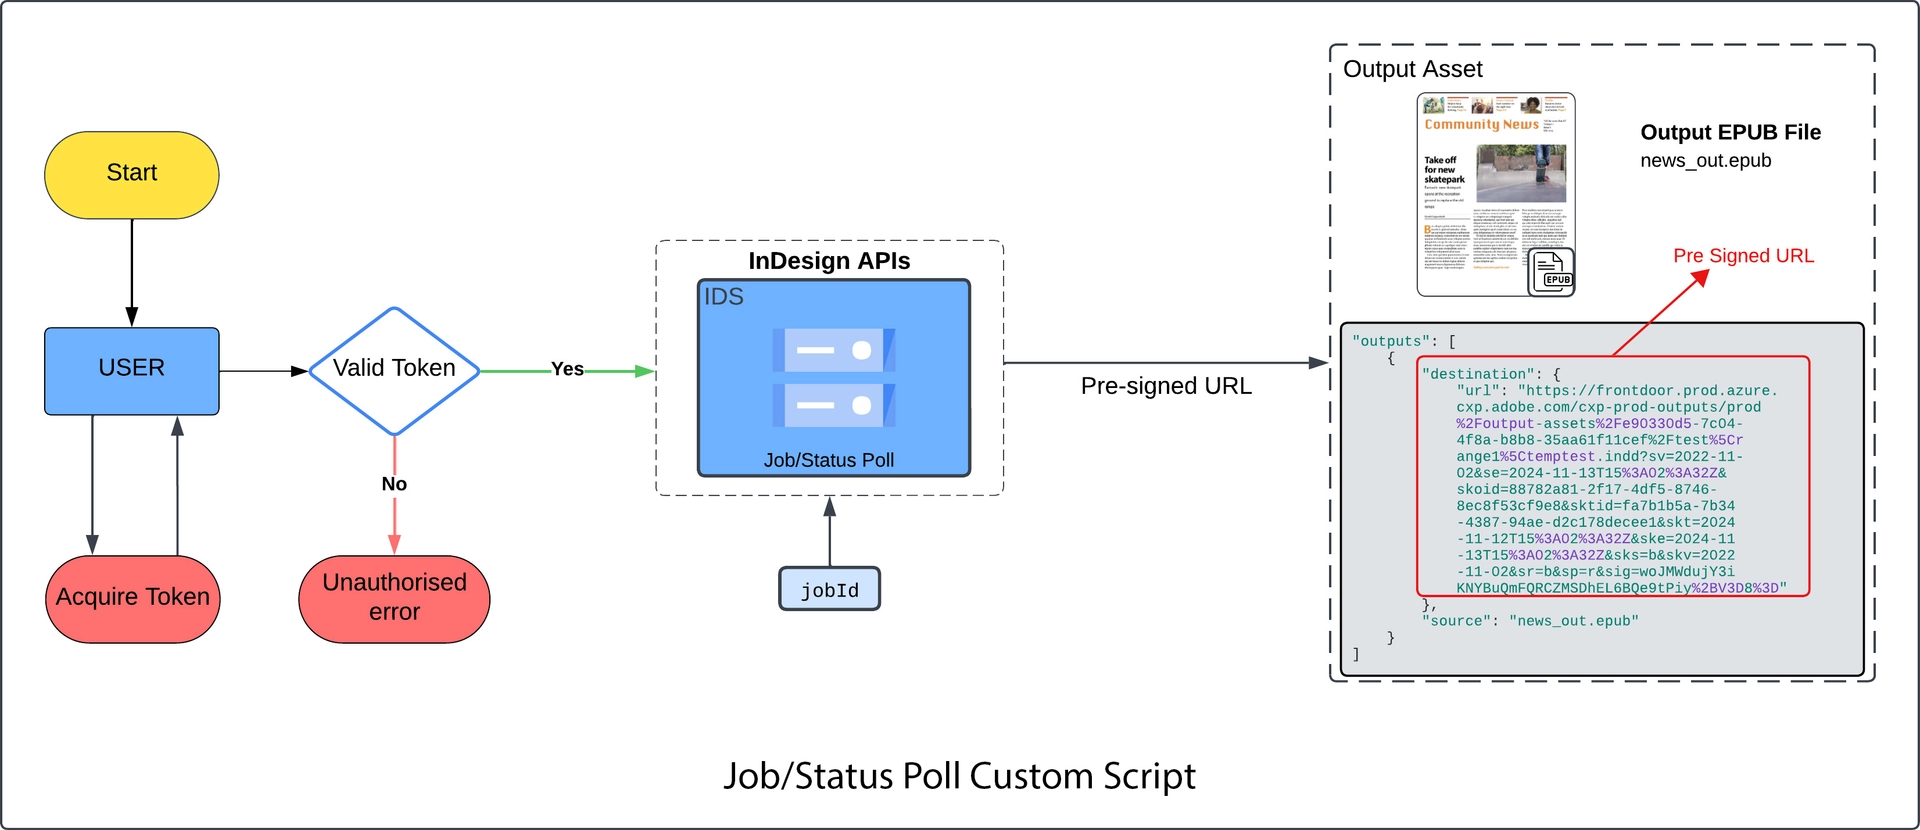 Start
USER
Acquire Token
Valid Token
Yes
No
Unauthorised
error
InDesign APIs
IDS
Job/Status Poll
jobId
Pre-signed URL
Output Asset
Community News
Take off
for new
skatepark
EPUB
Output EPUB File
news_out.epub
Pre Signed URL
"outputs": [
{
"destination": {
"url": "https://frontdoor.prod.azure.
cxp.adobe.com/cxp-prod-outputs/prod
%2Foutput-assets%2Fe90330d5-7c04-
4f8a-b8b8-35aa61f11cef%2Ftest%5Cr
ange1%5Ctemptest.indd?sv=2022-11-
02&se=2024-11-13T15%3A02%3A32Z&
skoid=88782a81-2f17-4df5-8746-
8ec8f53cf9e8&sktid=fa7b1b5a-7b34
-4387-94ae-d2c178decee1&skt=2024
-11-12T15%3A02%3A32Z&ske=2024-11
-13T15%3A02%3A32Z&sks=b&skv=2022
-11-02&sr=b&sp=r&sig=woJMWdujY3i
KNYBuQmFQRCZMSDhEL6BQe9tPiy%2BV3D8%3D"
},
"source": "news_out.epub"
}
]
Job/Status Poll Custom Script